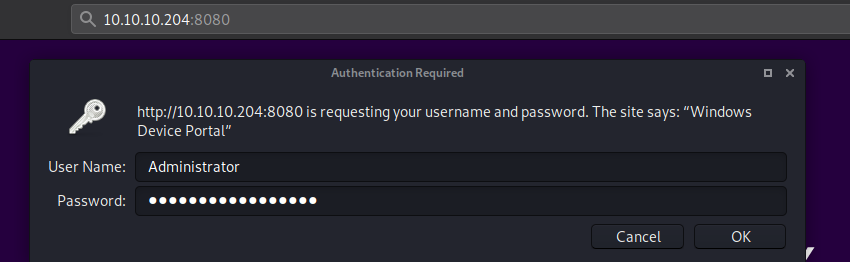 10.10.10.204:8080
Authentication Required
http://10.10.10.204:8080 is requesting your username and password. The site says: “Windows
Device Portal”
User Name: Administrator
Password: ●●●●●●●●●●●●●●●●●
Cancel OK